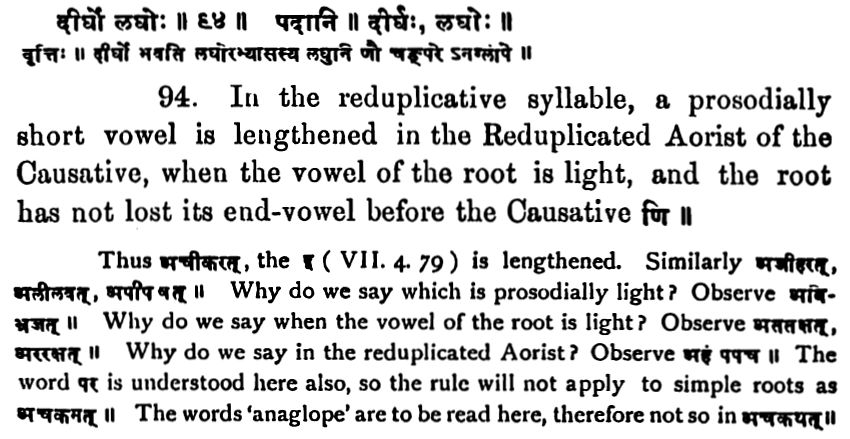 दीर्घो लघोः ॥ ९४ ॥ पदानि ॥ दीर्घः, लघोः ॥
वृत्तिः ॥ दीर्घो भवति लघोरभ्यासस्य लघुनि णौ चङ्परे ऽनग्लोपे ॥
94. In the reduplicative syllable, a prosodially
short vowel is lengthened in the Reduplicated Aorist of the
Causative, when the vowel of the root is light, and the root
has not lost its end-vowel before the Causative णि ॥
Thus अचीकरत्, the इ ( VII. 4. 79 ) is lengthened. Similarly अजीहरत्,
अलीलवत्, अपीपचत् ॥ Why do we say which is prosodially light? Observe अबि-
भ्रजत् ॥ Why do we say when the vowel of the root is light? Observe अततक्षत्,
अररक्षत् ॥ Why do we say in the reduplicated Aorist? Observe अहं पपच ॥ The
word पर is understood here also, so the rule will not apply to simple roots as
अचकमत् ॥ The words 'anaglope' are to be read here, therefore not so in अचकथत् ॥